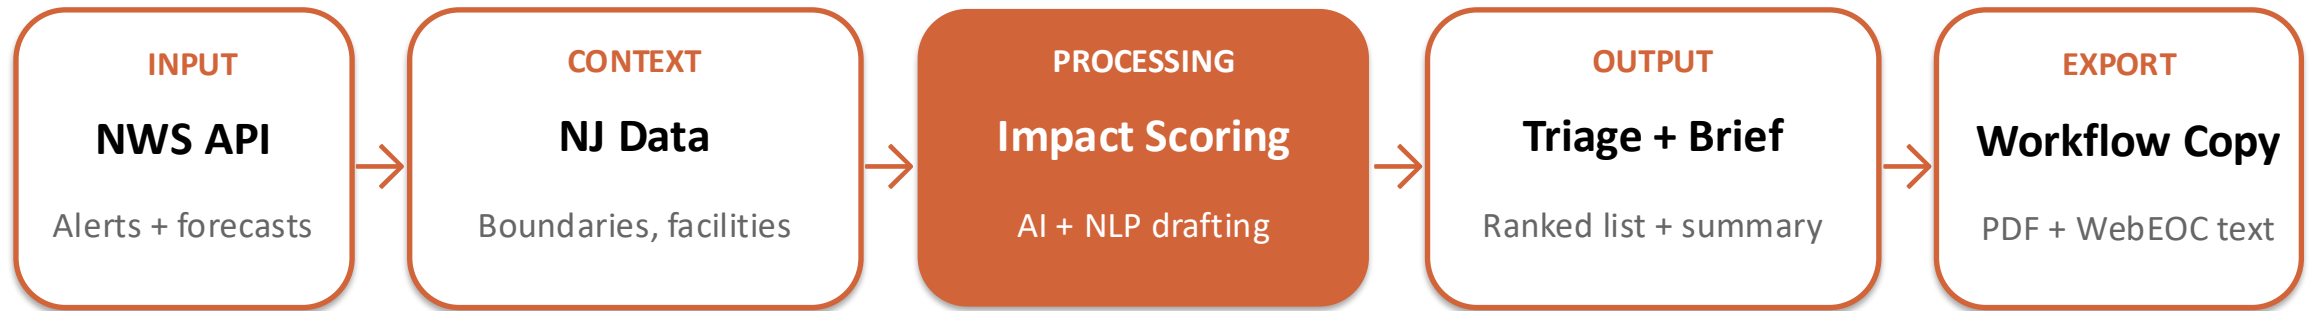 INPUT
NWS API
Alerts + forecasts
CONTEXT
NJ Data
Boundaries, facilities
PROCESSING
Impact Scoring
AI + NLP drafting
OUTPUT
Triage + Brief
Ranked list + summary
EXPORT
Workflow Copy
PDF + WebEOC text